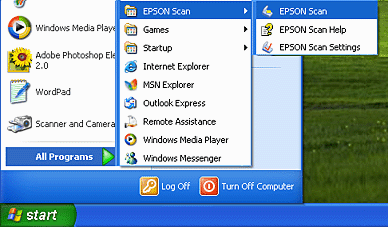 EPSON Scan
Games
Startup
Internet Explorer
MSN Explorer
Outlook Express
Remote Assistance
Windows Media Player
Windows Messenger
EPSON Scan
EPSON Scan Help
EPSON Scan Settings
Windows Media Play
Adobe Photoshop Ele
2.0
WordPad
Scanner and Camera
All Programs
Log Off
Turn Off Computer
start